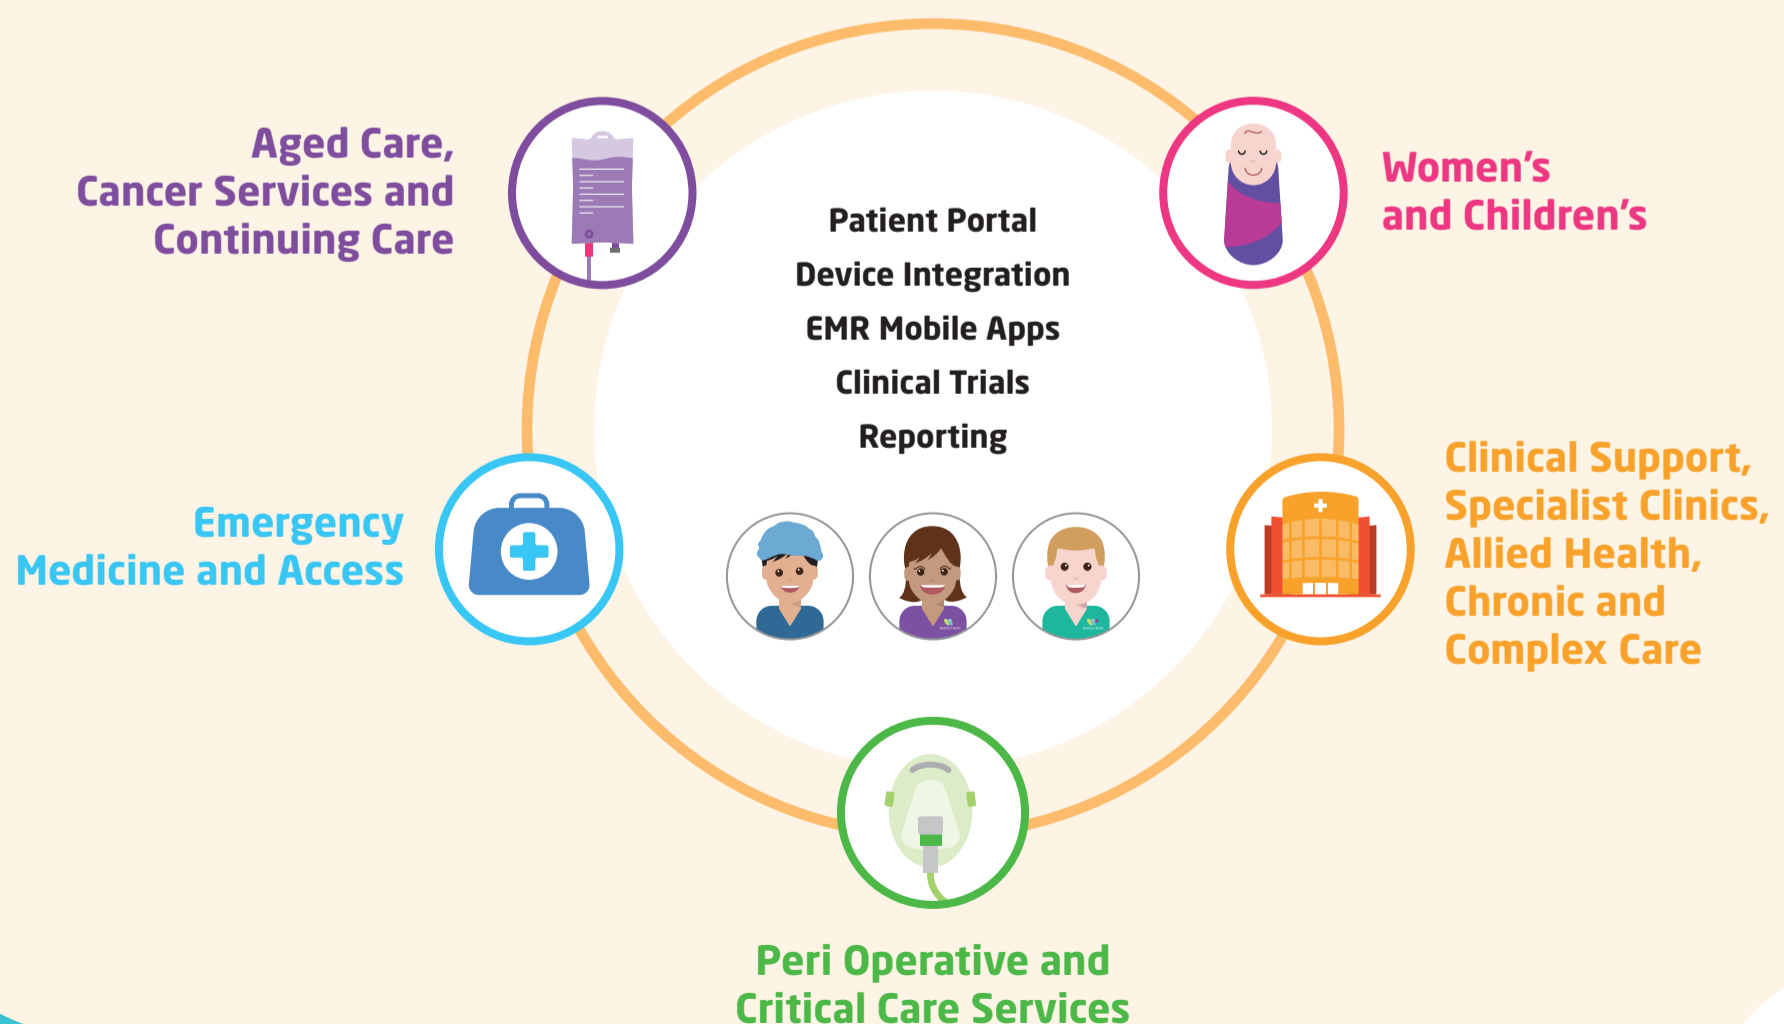 Aged Care,
Cancer Services and
Continuing Care
Women's
and Children's
Patient Portal
Device Integration
EMR Mobile Apps
Clinical Trials
Reporting
Emergency
Medicine and Access
Clinical Support,
Specialist Clinics,
Allied Health,
Chronic and
Complex Care
Peri Operative and
Critical Care Services